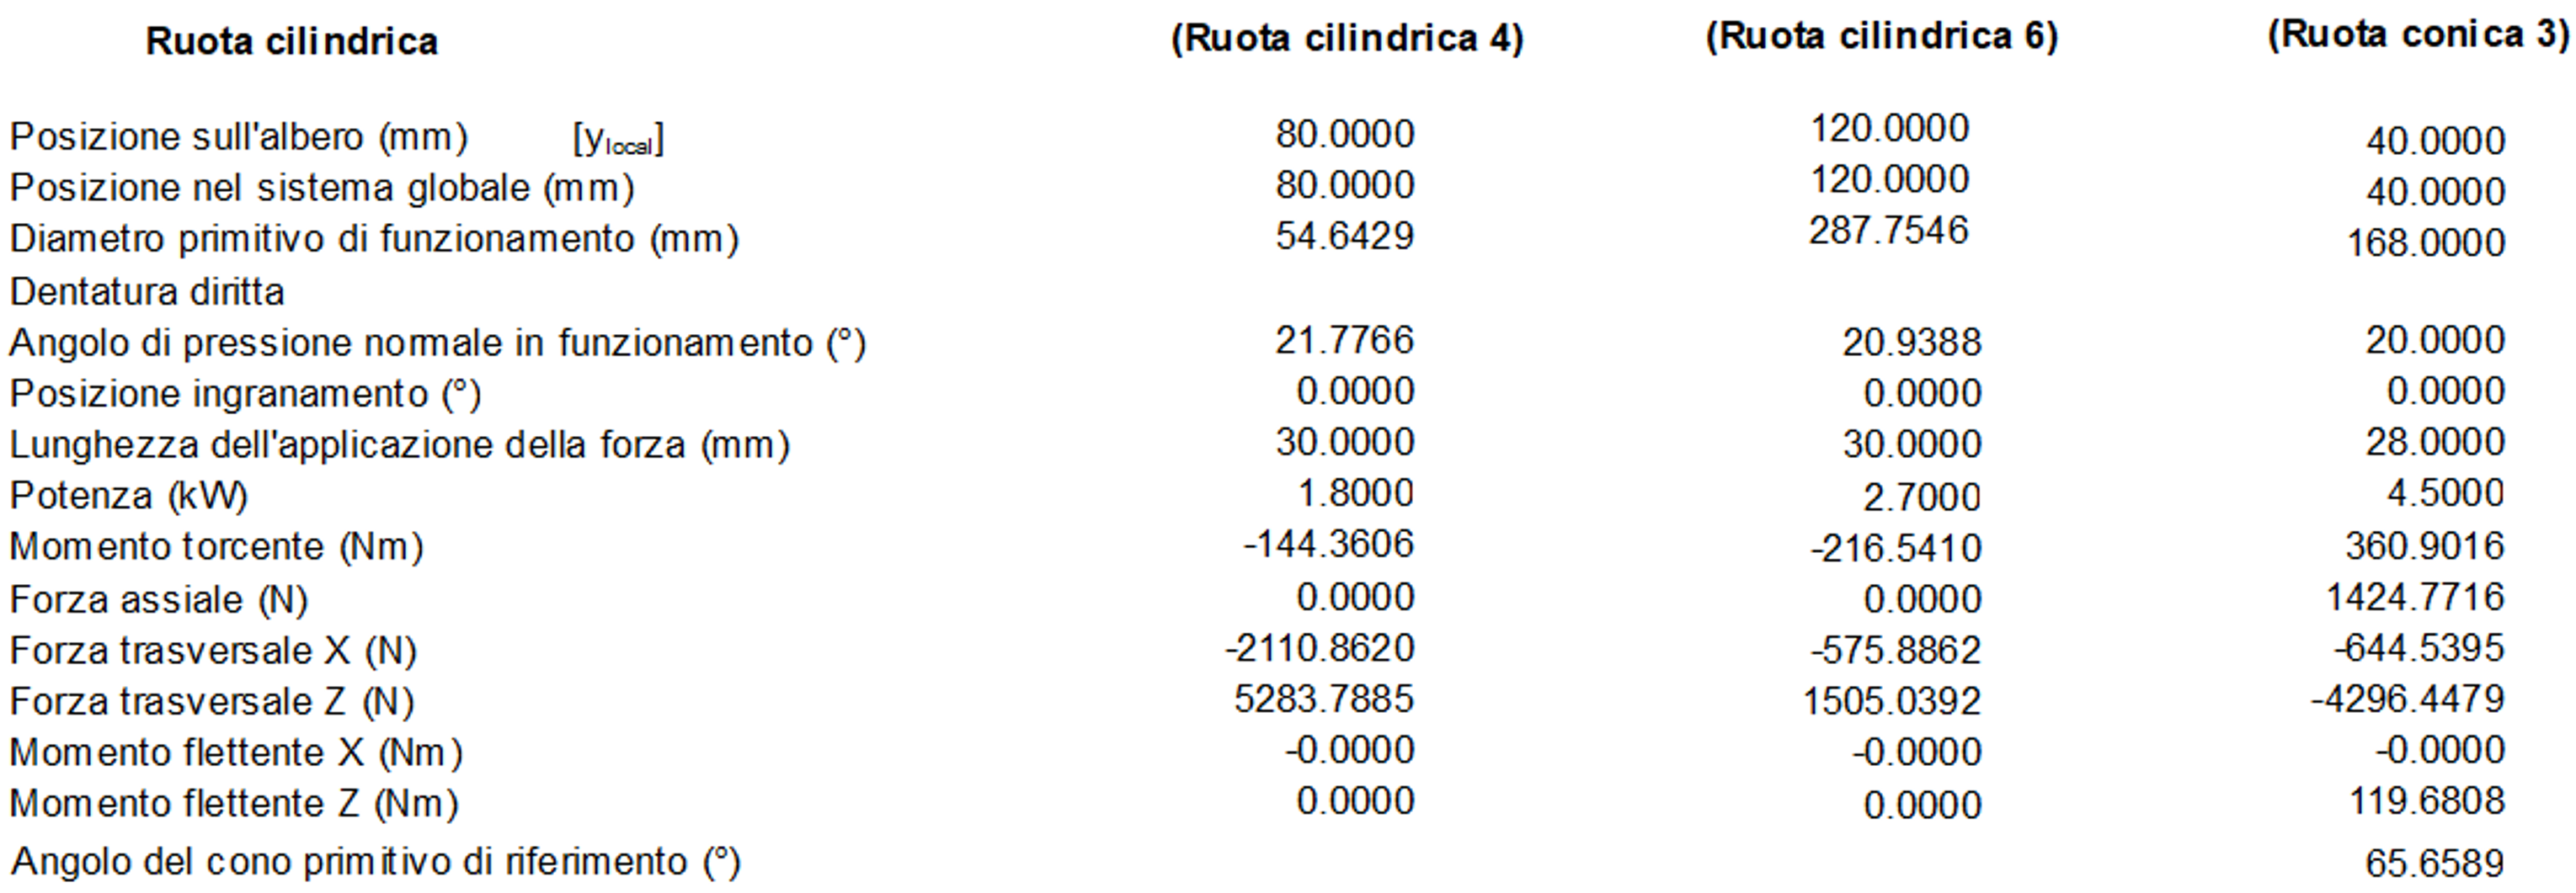 Ruota cilindrica (Ruota cilindrica 4) (Ruota cilindrica 6) (Ruota conica 3)
Posizione sull'albero (mm) [ylocal] 80.0000 120.0000 40.0000
Posizione nel sistema globale (mm) 80.0000 120.0000 40.0000
Diametro primitivo di funzionamento (mm) 54.6429 287.7546 168.0000
Dentatura diritta
Angolo di pressione normale in funzionamento (°) 21.7766 20.9388 20.0000
Posizione ingranamento (°) 0.0000 0.0000 0.0000
Lunghezza dell'applicazione della forza (mm) 30.0000 30.0000 28.0000
Potenza (kW) 1.8000 2.7000 4.5000
Momento torcente (Nm) -144.3606 -216.5410 360.9016
Forza assiale (N) 0.0000 0.0000 1424.7716
Forza trasversale X (N) -2110.8620 -575.8862 -644.5395
Forza trasversale Z (N) 5283.7885 1505.0392 -4296.4479
Momento flettente X (Nm) -0.0000 -0.0000 -0.0000
Momento flettente Z (Nm) 0.0000 0.0000 119.6808
Angolo del cono primitivo di riferimento (°) 65.6589